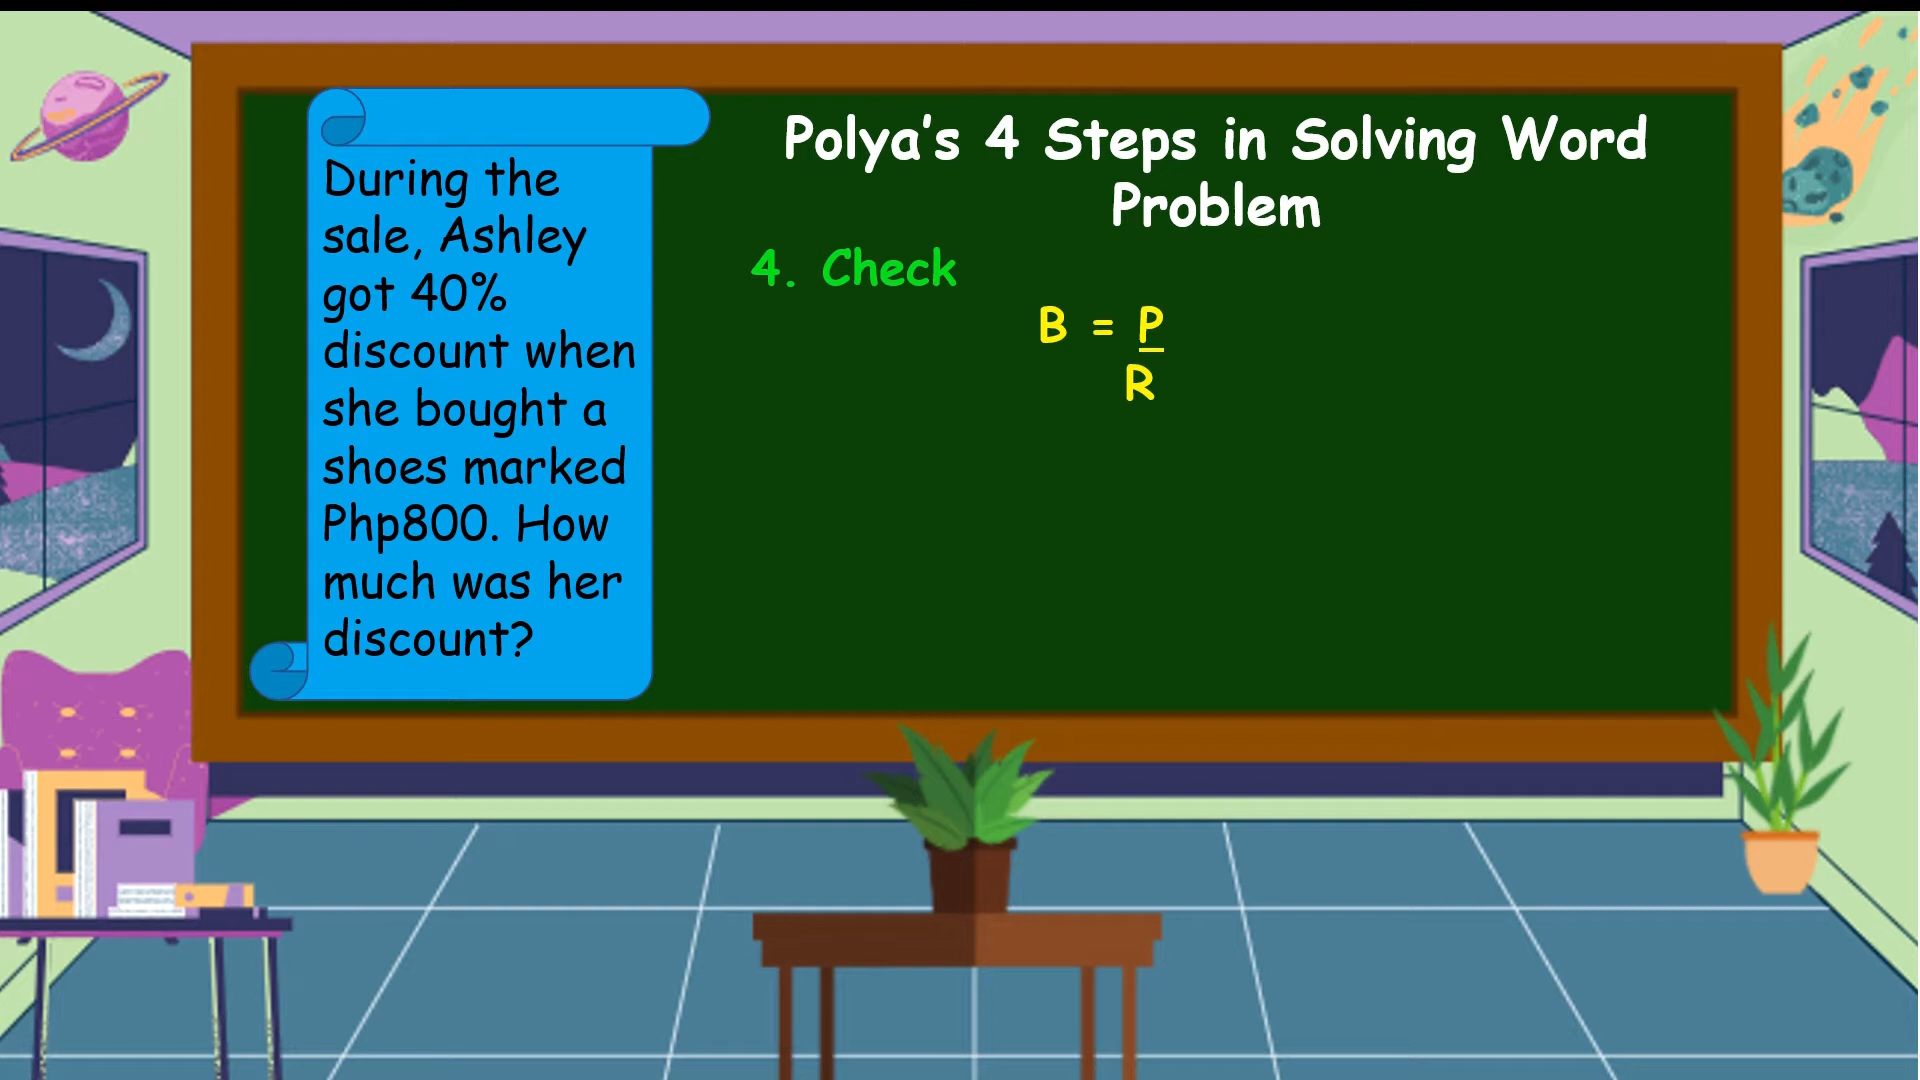 During the
sale, Ashley
got 40%
discount when
she bought a
shoes marked
Php800. How
much was her
discount?
Polya's 4 Steps in Solving Word
Problem
4. Check
B = P
R